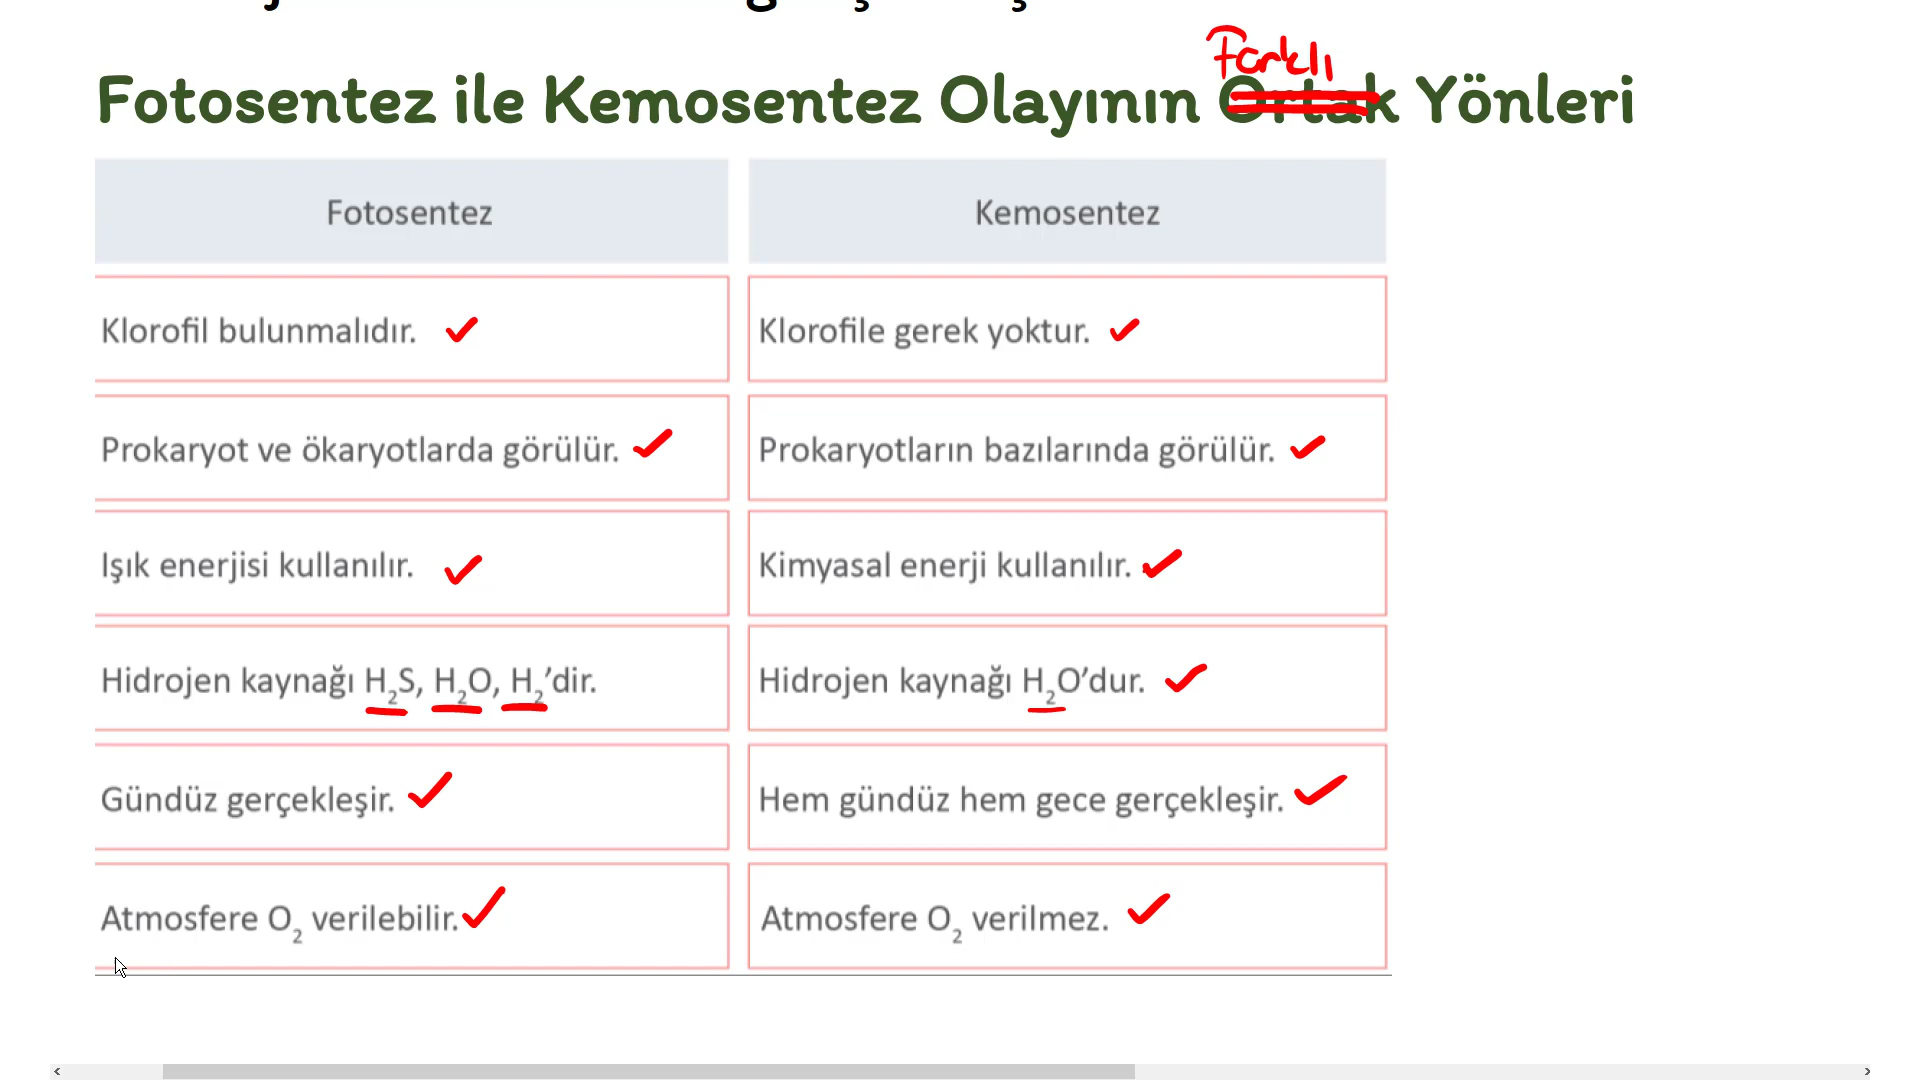 Farklı
Fotosentez ile Kemosentez Olayının Ortak Yönleri
Fotosentez
Kemosentez
Klorofil bulunmalıdır.
Klorofile gerek yoktur.
Prokaryot ve ökaryotlarda görülür.
Prokaryotların bazılarında görülür.
Işık enerjisi kullanılır.
Kimyasal enerji kullanılır.
Hidrojen kaynağı H₂S, H₂O, H₂’dir.
Hidrojen kaynağı H₂O’dur.
Gündüz gerçekleşir.
Hem gündüz hem gece gerçekleşir.
Atmosfere O₂ verilebilir.
Atmosfere O₂ verilmez.